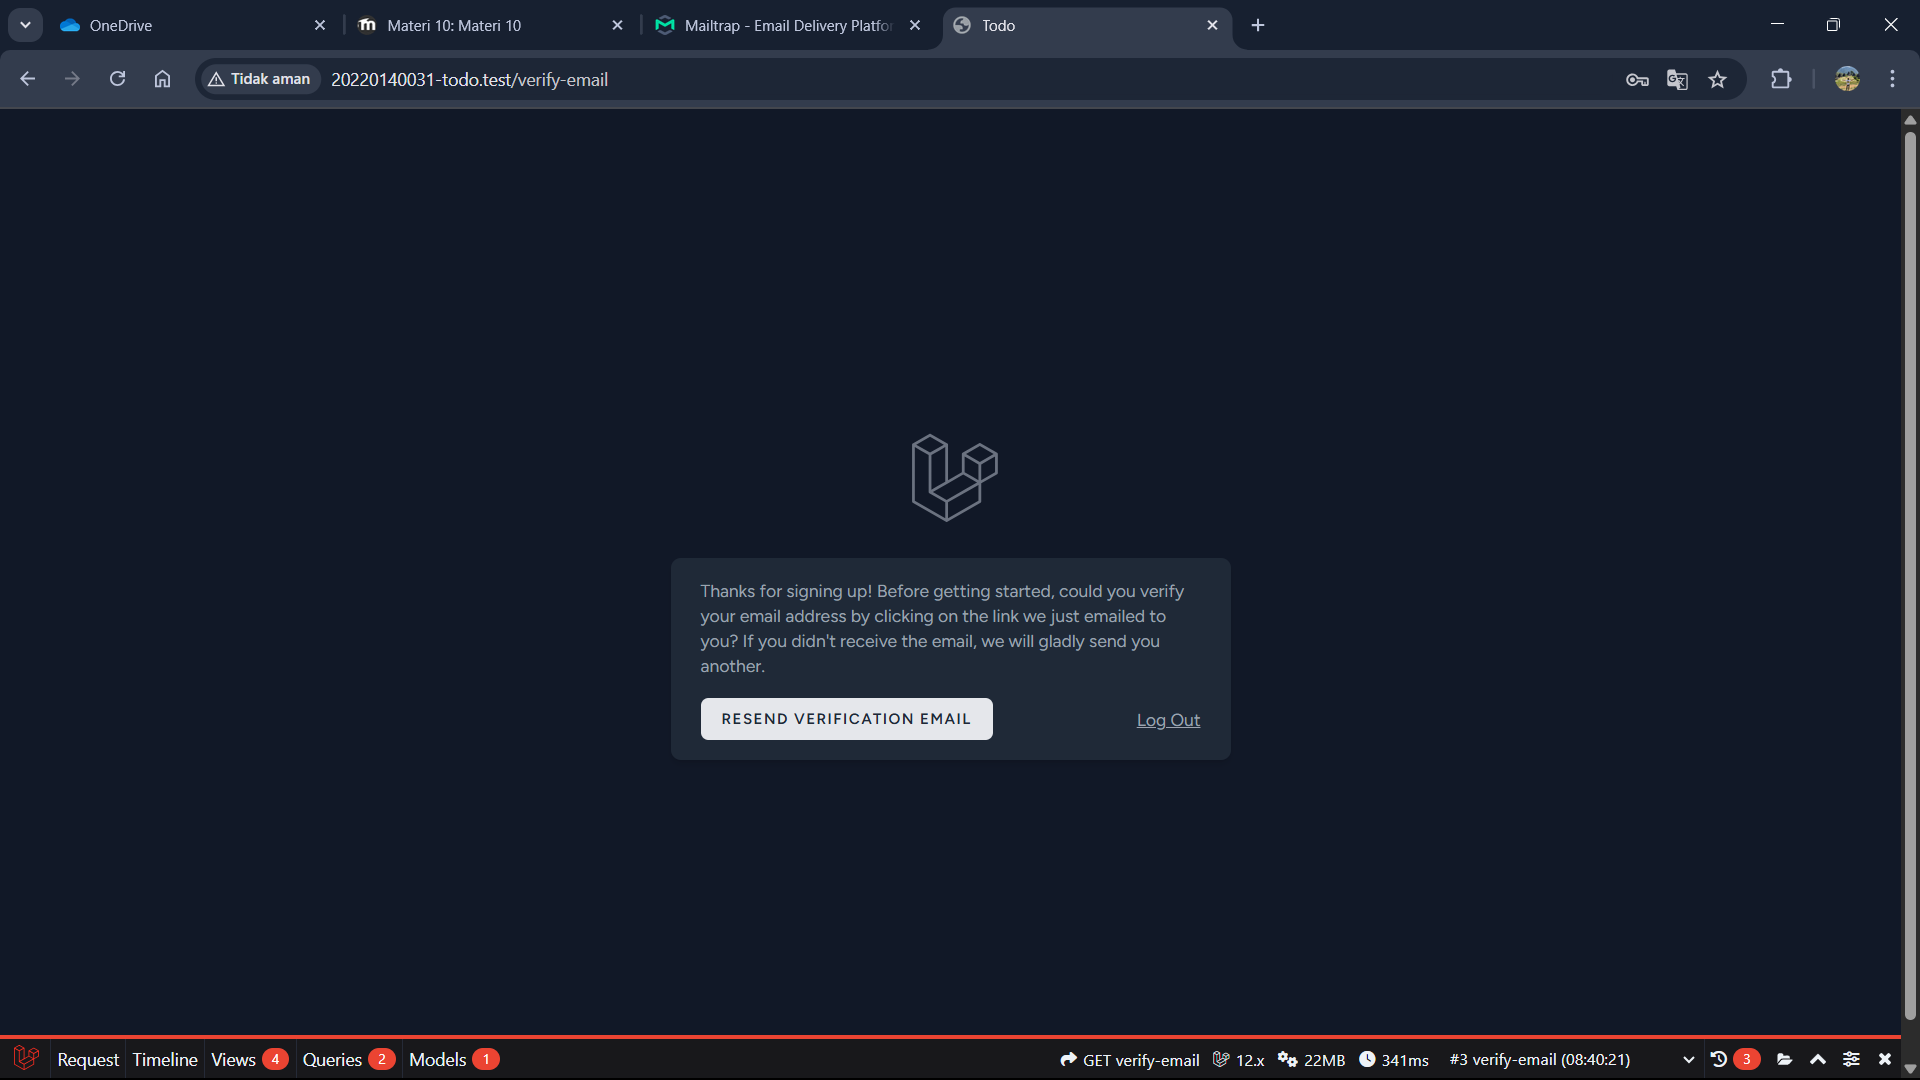 OneDrive
Materi 10: Materi 10
Mailtrap - Email Delivery Platfor
Todo
Tidak aman
20220140031-todo.test/verify-email
Thanks for signing up! Before getting started, could you verify
your email address by clicking on the link we just emailed to
you? If you didn't receive the email, we will gladly send you
another.
RESEND VERIFICATION EMAIL
Log Out
Request Timeline Views 4 Queries 2 Models 1 GET verify-email 12.x 22MB 341ms #3 verify-email (08:40:21) 3